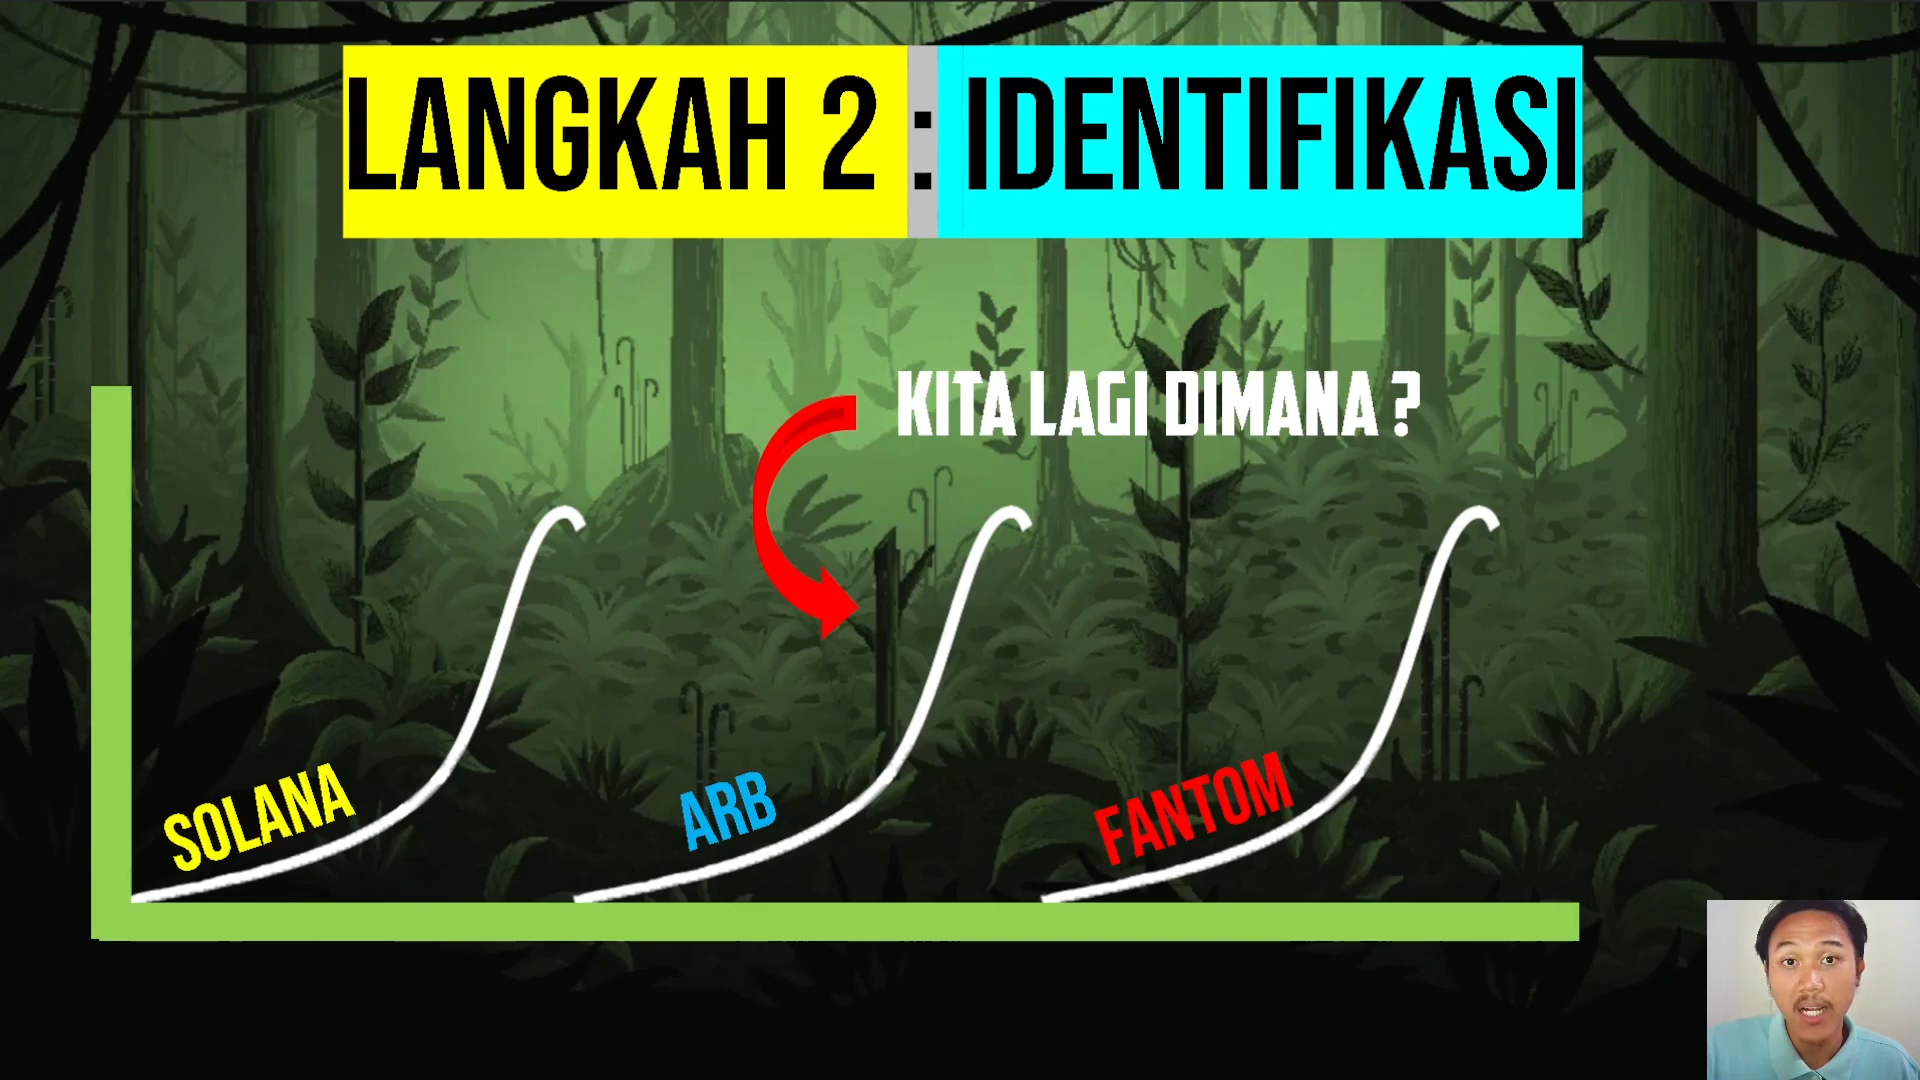 LANGKAH 2 : IDENTIFIKASI
KITA LAGI DIMANA ?
SOLANA
ARB
FANTOM